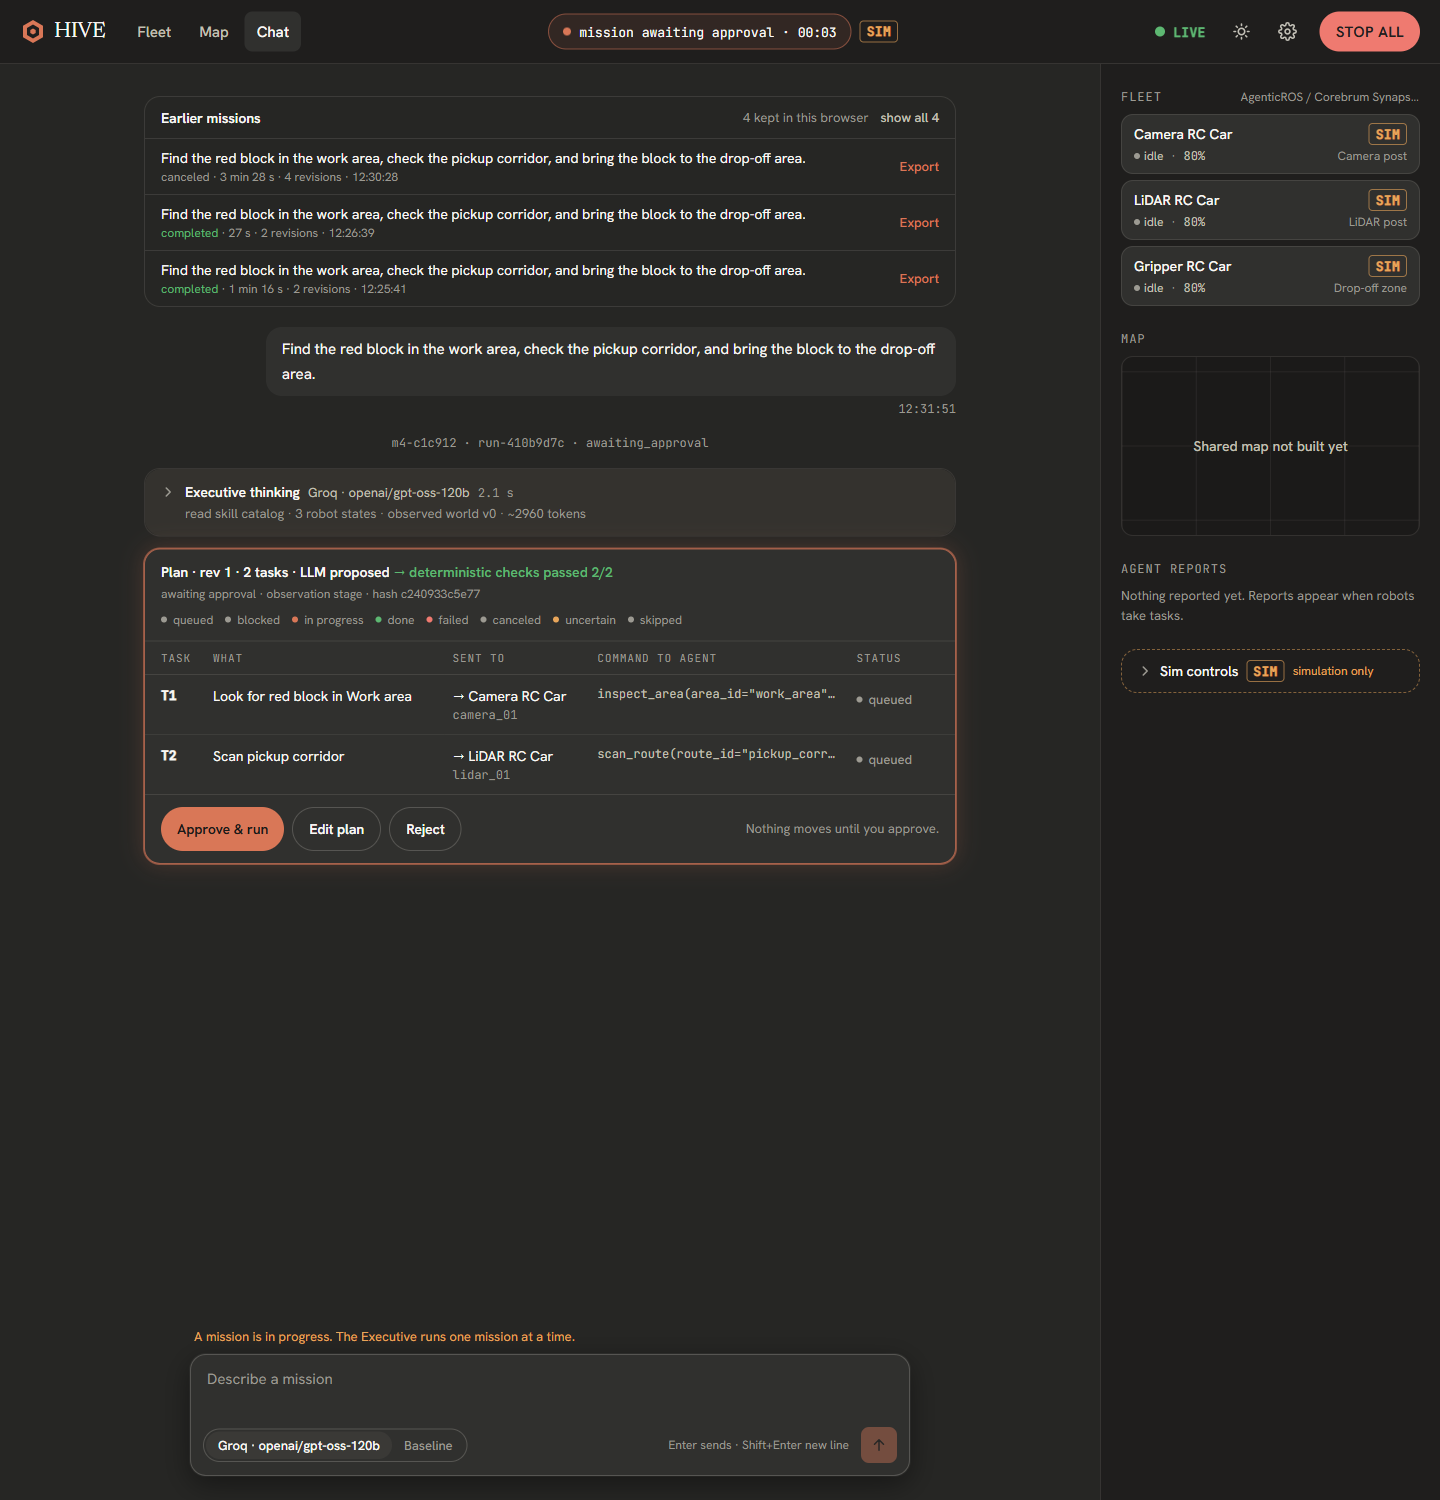 HIVE
Fleet
Map
Chat
mission awaiting approval · 00:03
SIM
LIVE
STOP ALL
Earlier missions
4 kept in this browser
show all 4
Find the red block in the work area, check the pickup corridor, and bring the block to the drop-off area.
canceled · 3 min 28 s · 4 revisions · 12:30:28
Export
Find the red block in the work area, check the pickup corridor, and bring the block to the drop-off area.
completed · 27 s · 2 revisions · 12:26:39
Export
Find the red block in the work area, check the pickup corridor, and bring the block to the drop-off area.
completed · 1 min 16 s · 2 revisions · 12:25:41
Export
Find the red block in the work area, check the pickup corridor, and bring the block to the drop-off
area.
12:31:51
m4-c1c912 · run-410b9d7c · awaiting_approval
Executive thinking Groq · openai/gpt-oss-120b 2.1 s
read skill catalog · 3 robot states · observed world v0 · ~2960 tokens
Plan · rev 1 · 2 tasks · LLM proposed → deterministic checks passed 2/2
awaiting approval · observation stage · hash c240933c5e77
queued blocked in progress done failed canceled uncertain skipped
TASK WHAT SENT TO COMMAND TO AGENT STATUS
T1 Look for red block in Work area → Camera RC Car inspect_area(area_id="work_area"… queued
camera_01
T2 Scan pickup corridor → LiDAR RC Car scan_route(route_id="pickup_corr… queued
lidar_01
Approve & run
Edit plan
Reject
Nothing moves until you approve.
A mission is in progress. The Executive runs one mission at a time.
Describe a mission
Groq · openai/gpt-oss-120b
Baseline
Enter sends · Shift+Enter new line
FLEET
AgenticROS / Corebrum Synaps…
Camera RC Car
SIM
idle · 80%
Camera post
LiDAR RC Car
SIM
idle · 80%
LiDAR post
Gripper RC Car
SIM
idle · 80%
Drop-off zone
MAP
Shared map not built yet
AGENT REPORTS
Nothing reported yet. Reports appear when robots
take tasks.
Sim controls
SIM
simulation only